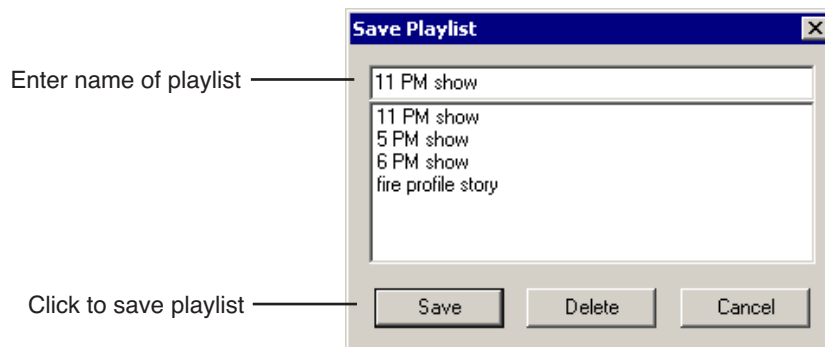 Save Playlist
Enter name of playlist
11 PM show
11 PM show
5 PM show
6 PM show
fire profile story
Click to save playlist
Save
Delete
Cancel